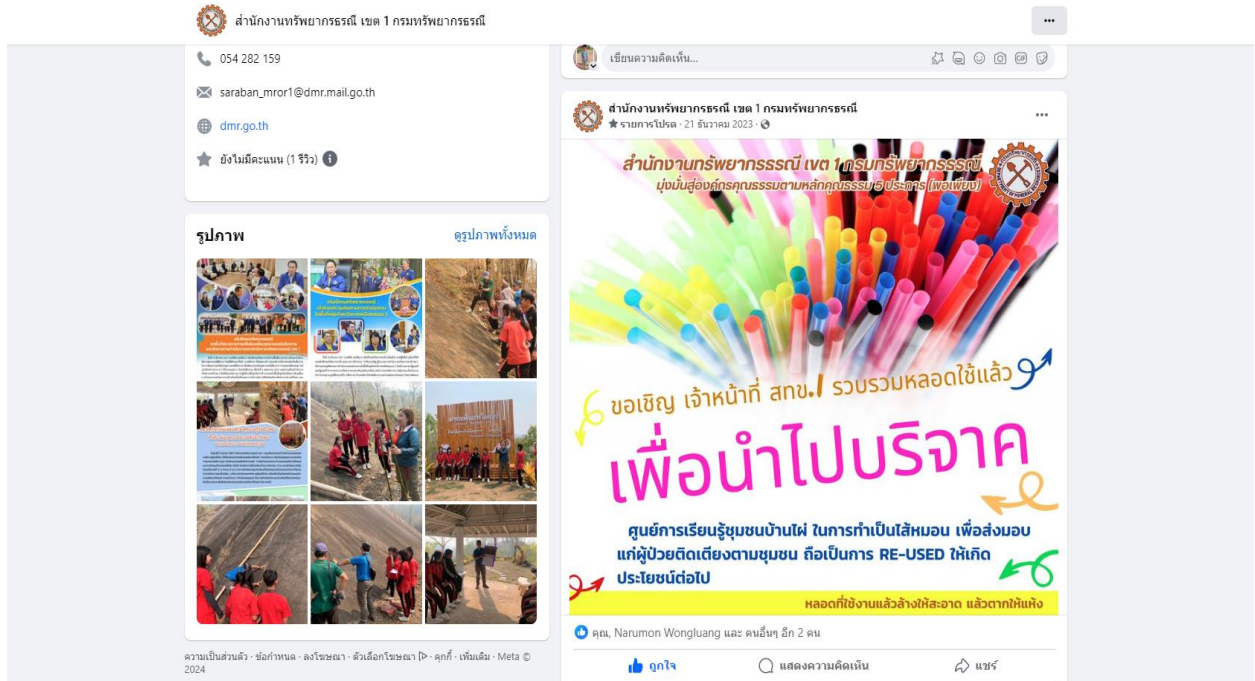 สำนักงานทรัพยากรธรณี เขต 1 กรมทรัพยากรธรณี
054 282 159
saraban_mror1@dmr.mail.go.th
dmr.go.th
ยังไม่มีคะแนน (1 รีวิว)
รูปภาพ
ดูรูปภาพทั้งหมด
ความเป็นส่วนตัว · ข้อกำหนด · ลงโฆษณา · ตัวเลือกโฆษณา · คุกกี้ · เพิ่มเติม · Meta ©
2024
เขียนความคิดเห็น...
สำนักงานทรัพยากรธรณี เขต 1 กรมทรัพยากรธรณี
รายการโปรด · 21 ธันวาคม 2023
สำนักงานทรัพยากรธรณี เขต 1 กรมทรัพยากรธรณี
มุ่งมั่นสู่องค์กรคุณธรรมตามหลักคุณธรรม 5 ประการ (พอเพียง)
ขอเชิญ เจ้าหน้าที่ สทข.1 รวบรวมหลอดใช้แล้ว
เพื่อนำไปบริจาค
ศูนย์การเรียนรู้ชุมชนบ้านไผ่ ในการทำเป็นไส้หมอน เพื่อส่งมอบ
แก่ผู้ป่วยติดเตียงตามชุมชน ถือเป็นการ RE-USED ให้เกิด
ประโยชน์ต่อไป
หลอดที่ใช้งานแล้วล้างให้สะอาด แล้วตากให้แห้ง
คุณ, Narumon Wongluang และ คนอื่นๆ อีก 2 คน
ถูกใจ
แสดงความคิดเห็น
แชร์